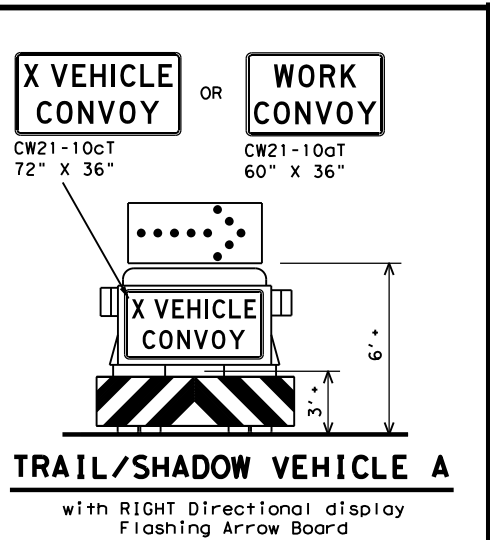 X VEHICLE
CONVOY
OR
WORK
CONVOY
CW21-10cT
72" X 36"
CW21-10aT
60" X 36"
X VEHICLE
CONVOY
6'+
3'+
TRAIL/SHADOW VEHICLE A
with RIGHT Directional display
Flashing Arrow Board